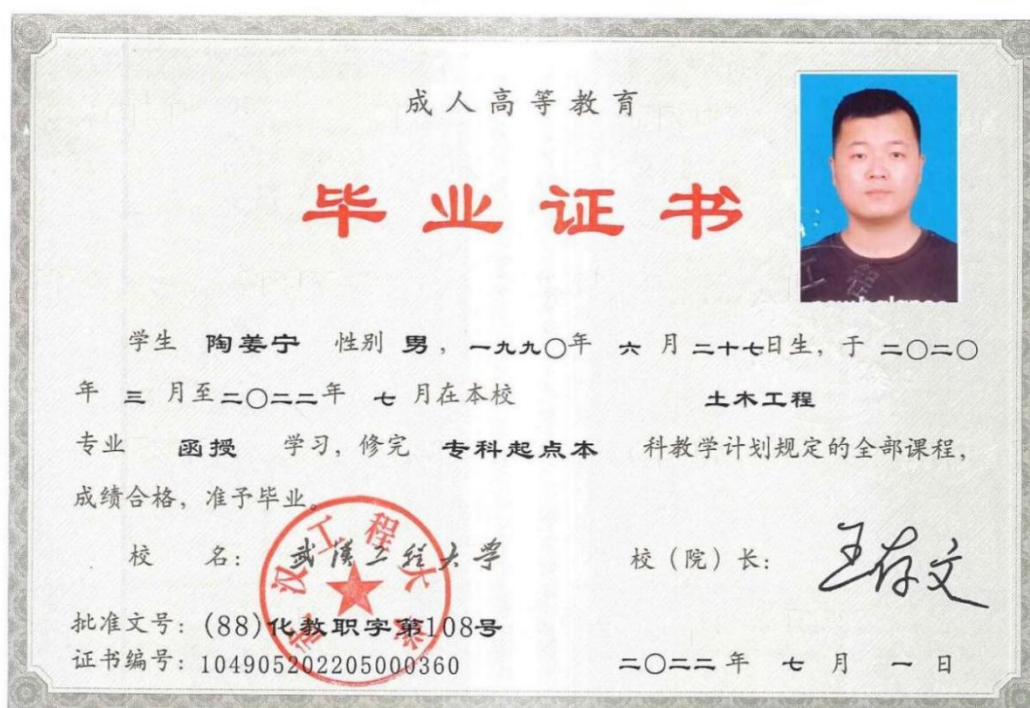 成人高等教育
毕业证书
学生 陶姜宁 性别 男，一九九〇年 六 月 二十七日生，于 二〇二〇
年 三 月至二〇二二年 七 月在本校 土木工程
专业 函授 学习，修完 专科起点本 科教学计划规定的全部课程，
成绩合格，准予毕业。
校 名：武汉工程大学 校（院）长：王存文
武汉工程大学
批准文号：(88)化教职字第108号
证书编号：104905202205000360 二〇二二年 七 月 一 日